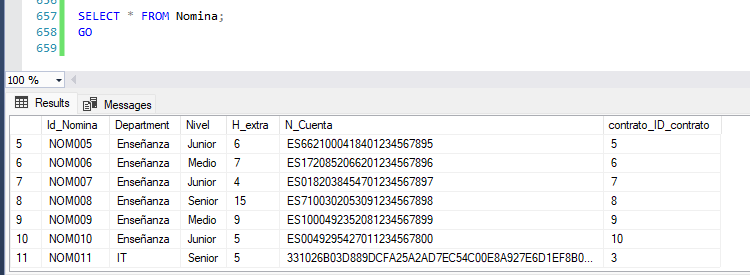 657 SELECT * FROM Nomina;
658 GO
659
100 %
Results Messages
Id_Nomina Department Nivel H_extra N_Cuenta contrato_ID_contrato
5 NOM005 Enseñanza Junior 6 ES6621000418401234567895 5
6 NOM006 Enseñanza Medio 7 ES1720852066201234567896 6
7 NOM007 Enseñanza Junior 4 ES0182038454701234567897 7
8 NOM008 Enseñanza Senior 15 ES7100302053091234567898 8
9 NOM009 Enseñanza Medio 9 ES1000492352081234567899 9
10 NOM010 Enseñanza Junior 5 ES0049295427011234567800 10
11 NOM011 IT Senior 5 331026B03D889DCFA25A2AD7EC54C00E8A927E6D1EF8B0... 3